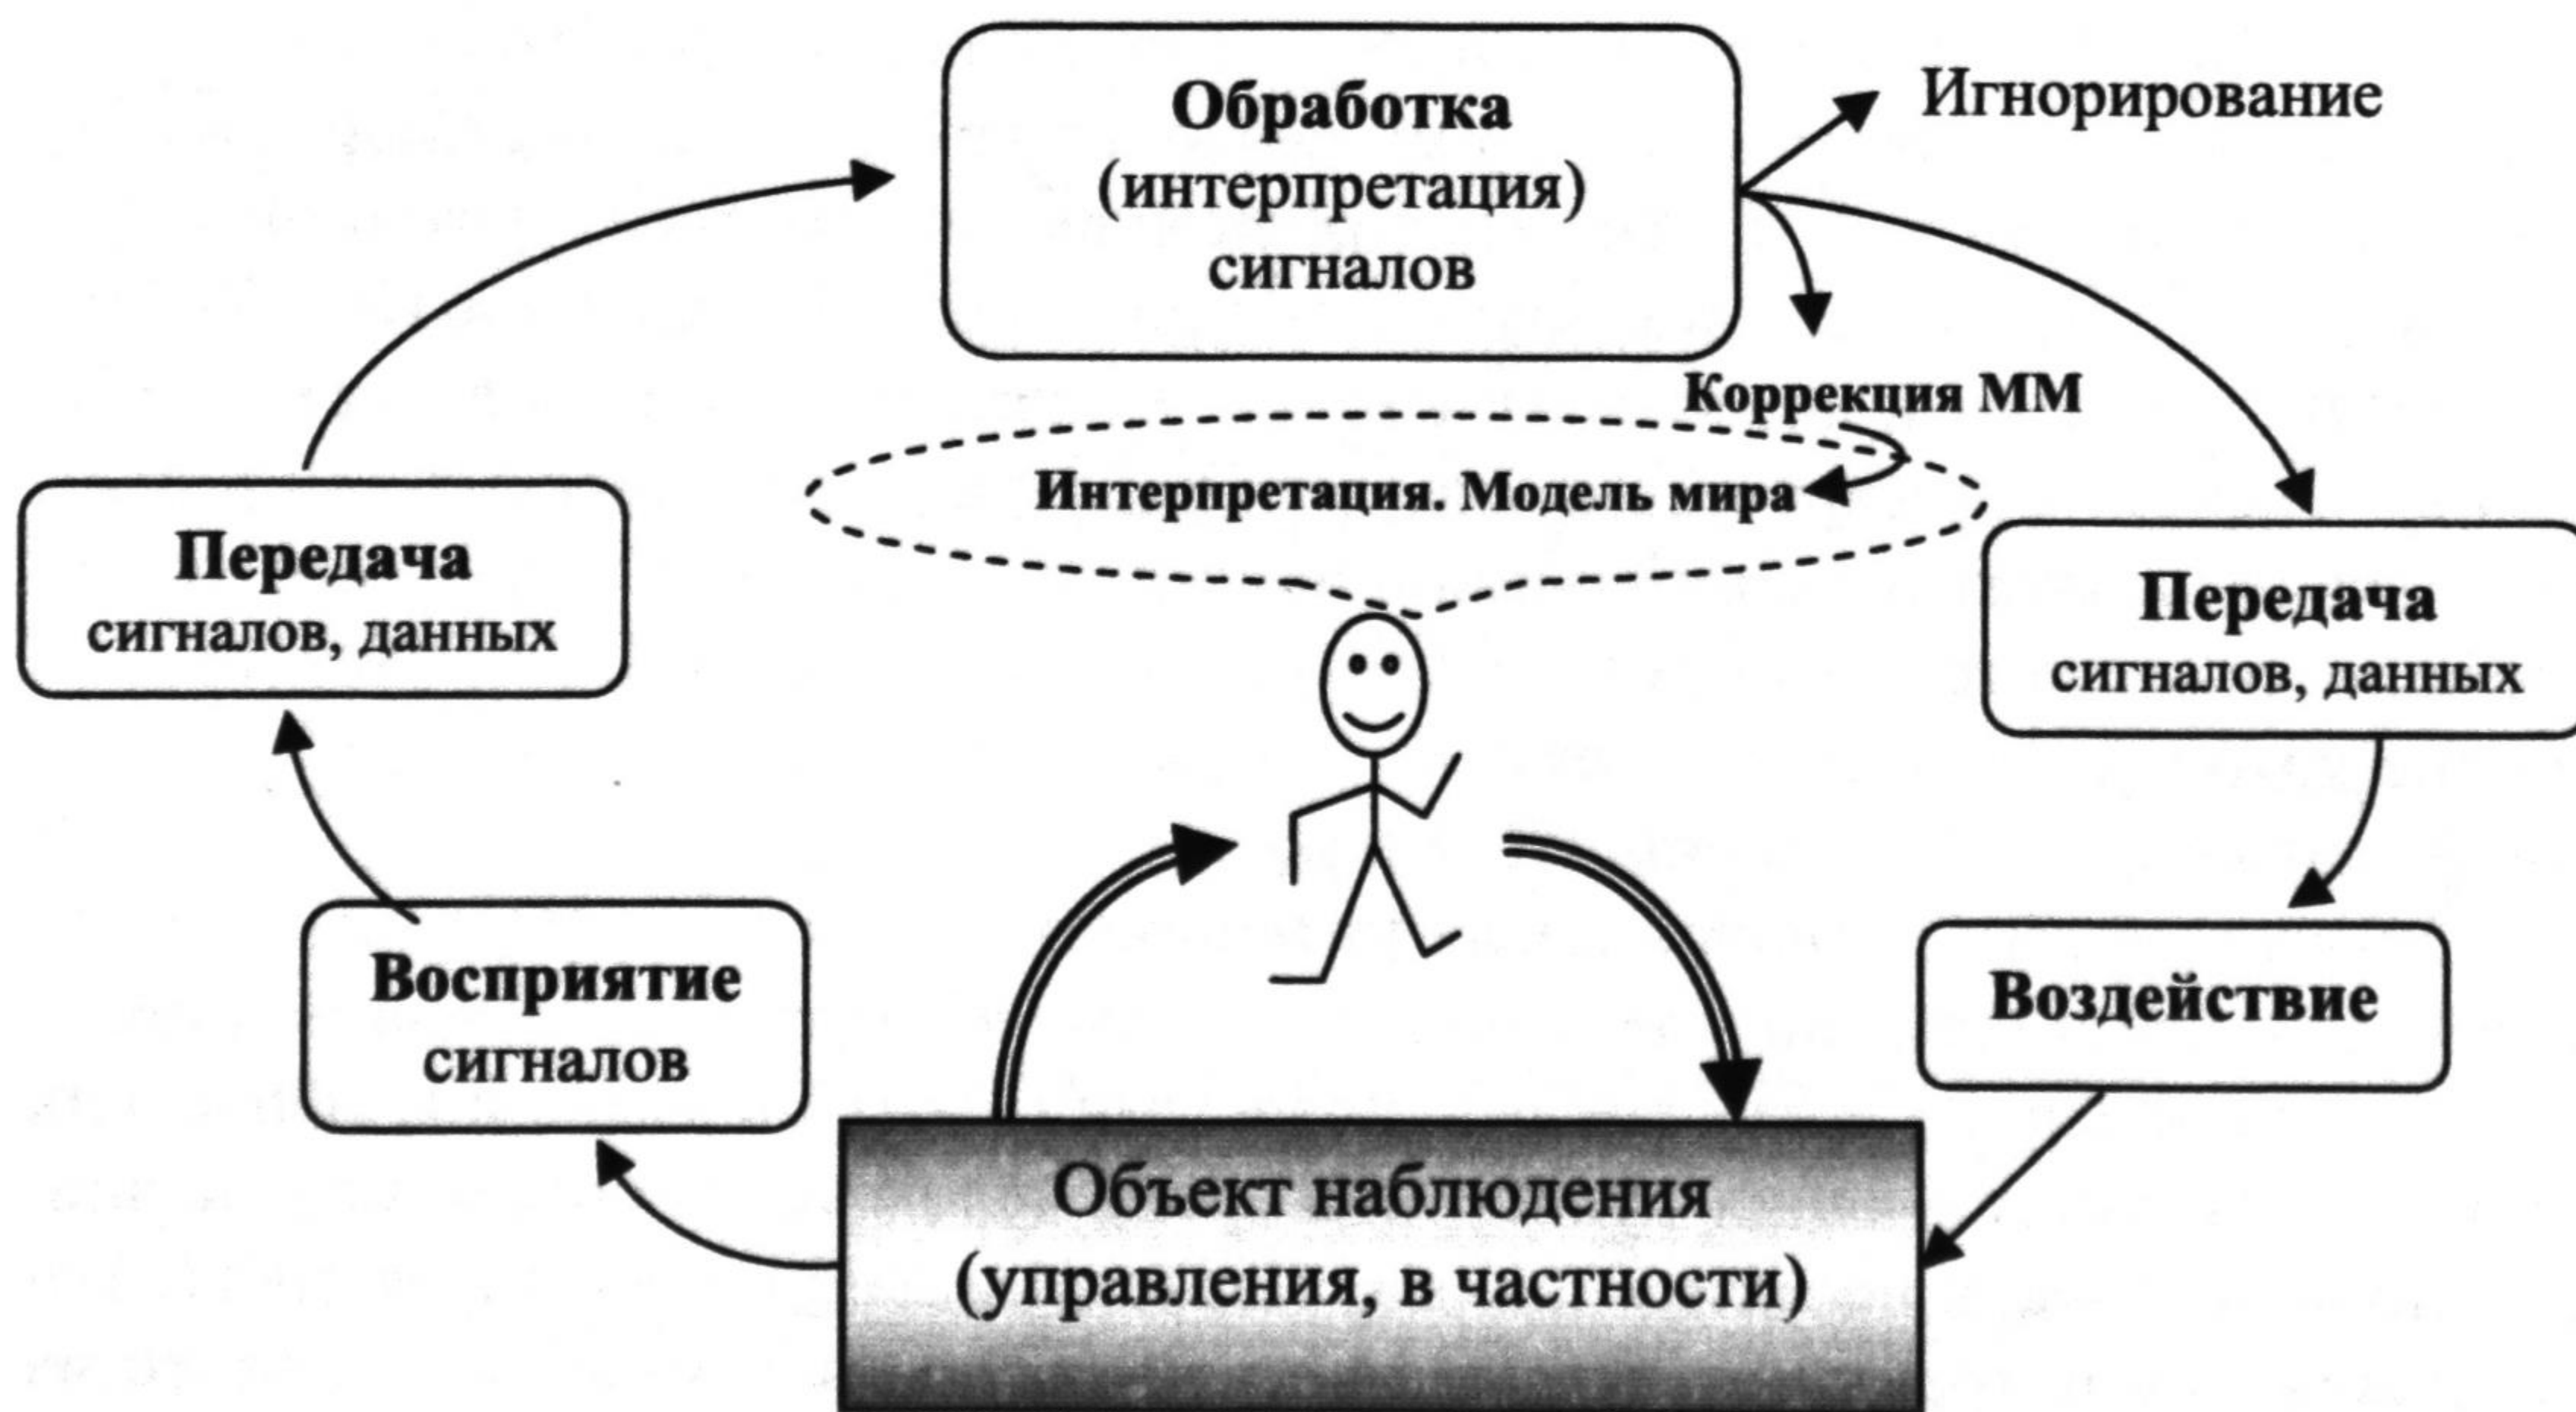 Обработка
(интерпретация)
сигналов
Игнорирование
Коррекция ММ
Интерпретация. Модель мира
Передача
сигналов, данных
Передача
сигналов, данных
Восприятие
сигналов
Воздействие
Объект наблюдения
(управления, в частности)